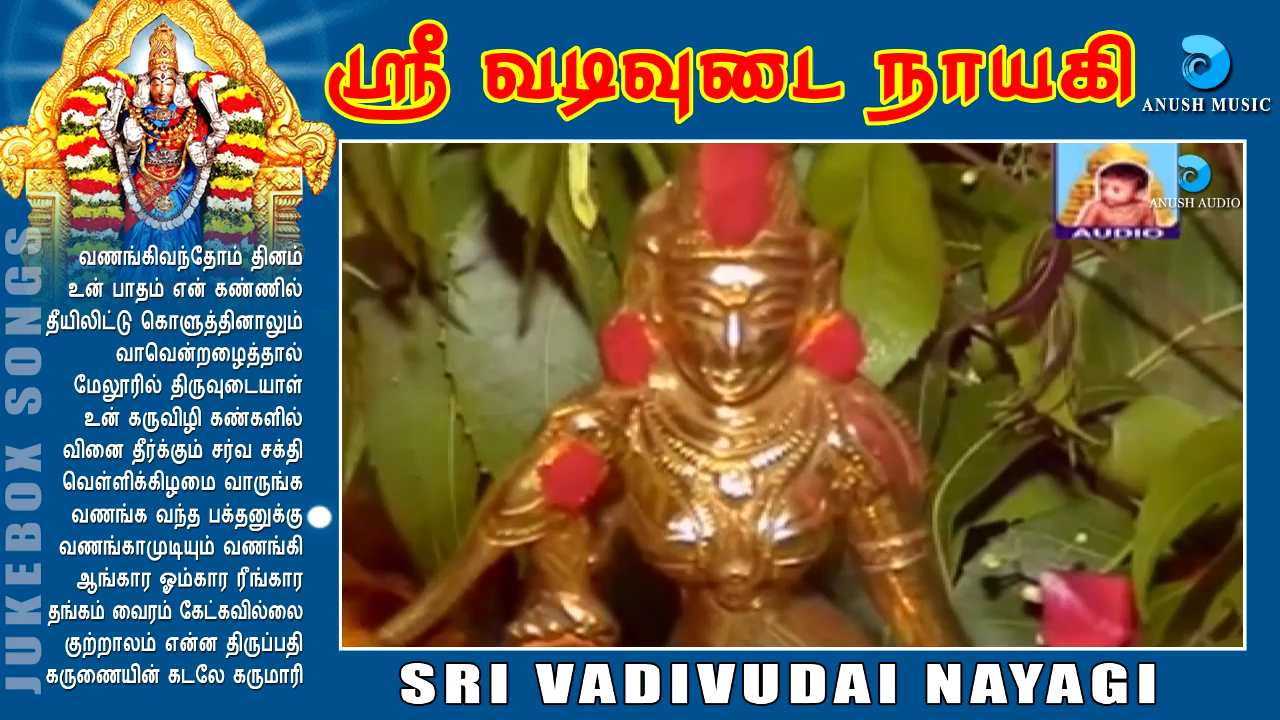 ஸ்ரீ வடிவுடை நாயகி
ANUSH MUSIC
ANUSH AUDIO
AUDIO
JUKEBOX SONGS
வணங்கிவந்தோம் தினம்
உன் பாதம் என் கண்ணில்
தீயிலிட்டு கொளுத்தினாலும்
வாவென்றழைத்தால்
மேலூரில் திருவுடையாள்
உன் கருவிழி கண்களில்
வினை தீர்க்கும் சர்வ சக்தி
வெள்ளிக்கிழமை வாருங்க
வணங்க வந்த பக்தனுக்கு
வணங்காமுடியும் வணங்கி
ஆங்கார ஓம்கார ரீங்கார
தங்கம் வைரம் கேட்கவில்லை
குற்றாலம் என்ன திருப்பதி
கருணையின் கடலே கருமாரி
SRI VADIVUDAI NAYAGI